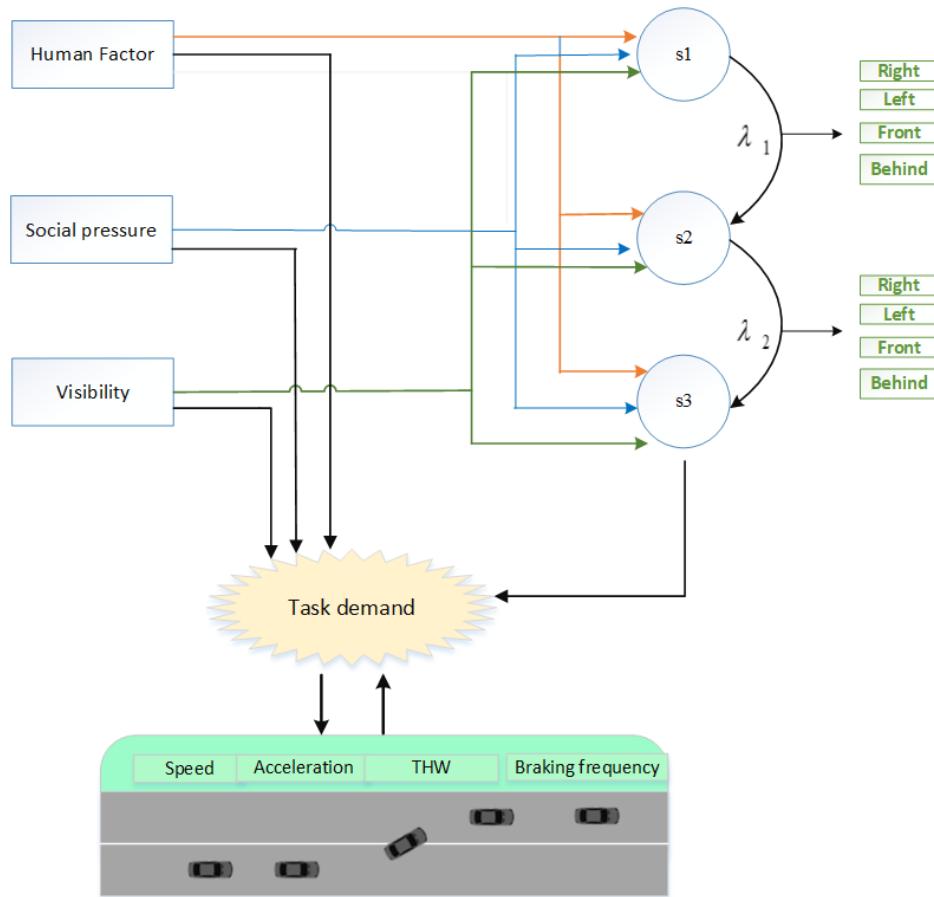 Human Factor
s1
Right
Left
Front
Behind
λ 1
Social pressure
s2
Right
Left
Front
Behind
λ 2
Visibility
s3
Task demand
Speed
Acceleration
THW
Braking frequency